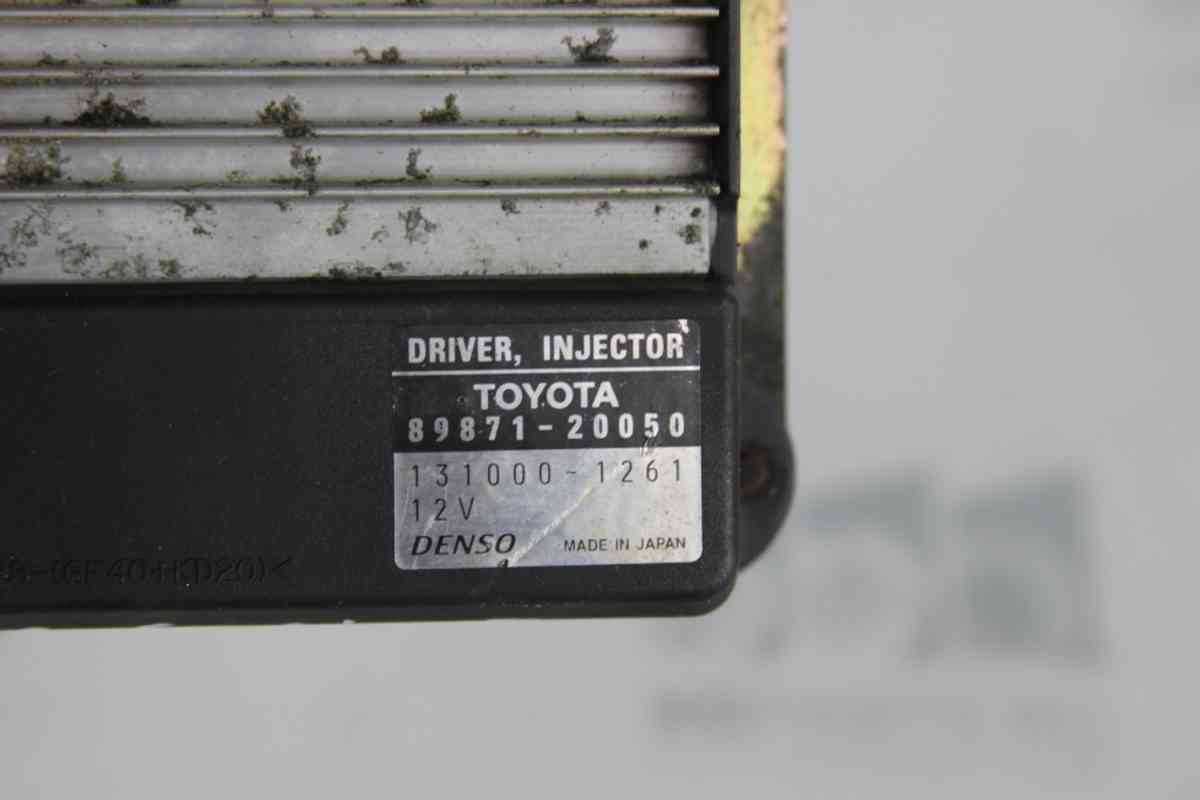 DRIVER, INJECTOR
TOYOTA
89871-20050
131000-1261
12V
DENSO MADE IN JAPAN